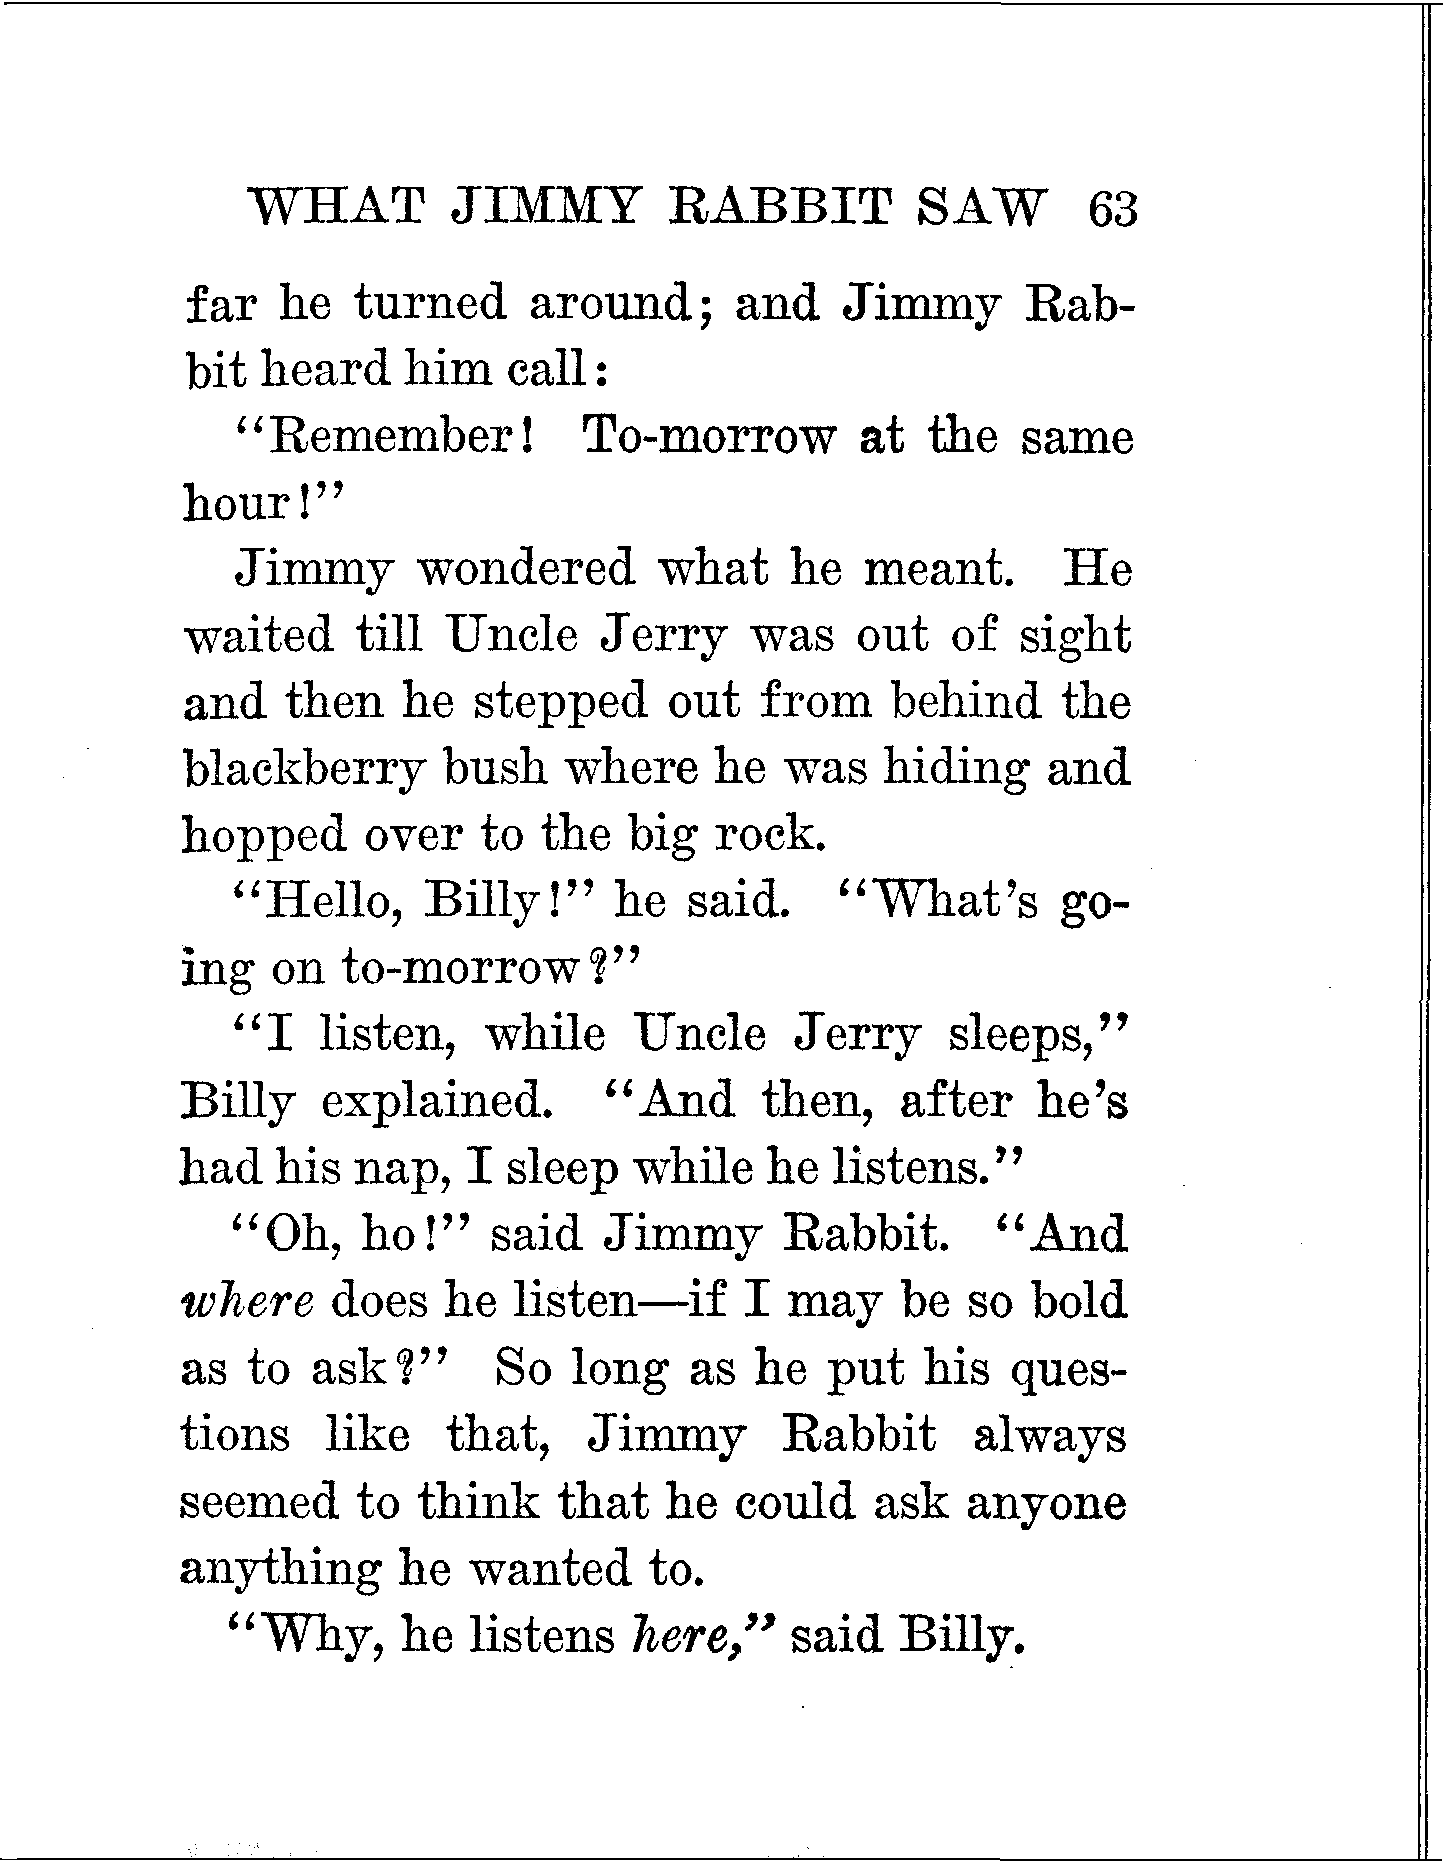 WHAT JIMMY RABBIT SAW 63
far he turned around; and Jimmy Rab-
bit heard him call:
"Remember! To-morrow at the same
hour!"
Jimmy wondered what he meant. He
waited till Uncle Jerry was out of sight
and then he stepped out from behind the
blackberry bush where he was hiding and
hopped over to the big rock.
"Hello, Billy!" he said. "What's go-
ing on to-morrow?"
"I listen, while Uncle Jerry sleeps,"
Billy explained. "And then, after he's
had his nap, I sleep while he listens."
"Oh, ho!" said Jimmy Rabbit. "And
where does he listen—if I may be so bold
as to ask?" So long as he put his ques-
tions like that, Jimmy Rabbit always
seemed to think that he could ask anyone
anything he wanted to.
"Why, he listens here," said Billy.